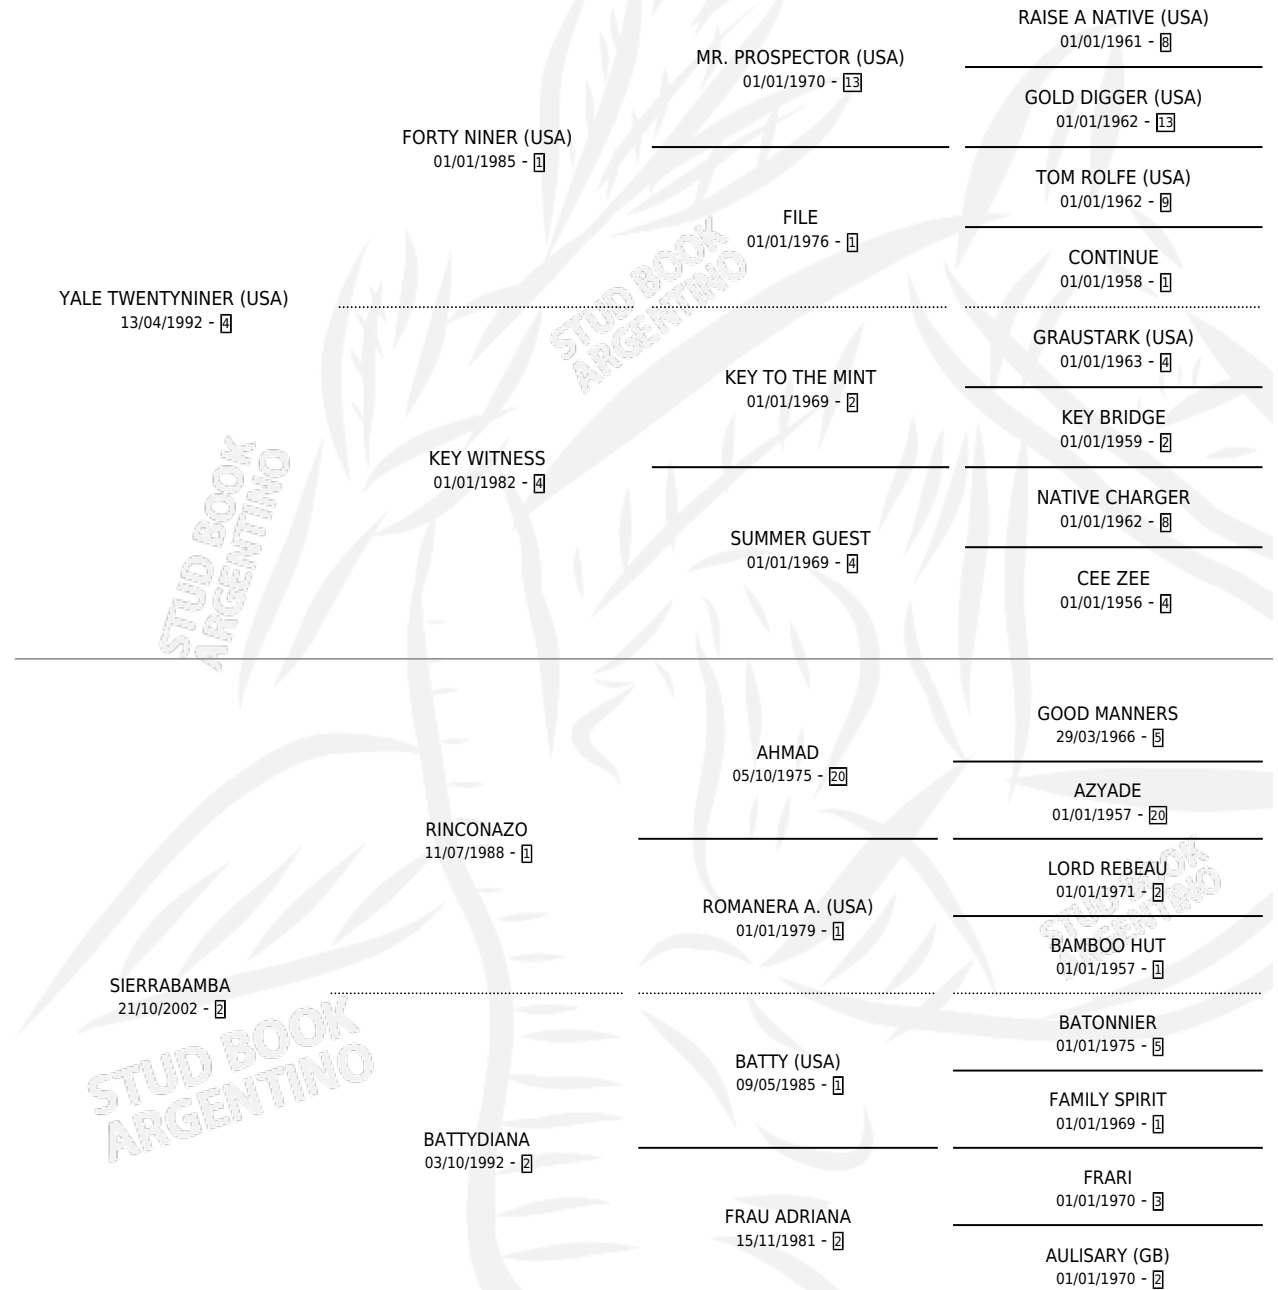 RAISE A NATIVE (USA)
01/01/1961 - 8
MR. PROSPECTOR (USA)
01/01/1970 - 13
GOLD DIGGER (USA)
01/01/1962 - 13
FORTY NINER (USA)
01/01/1985 - 1
TOM ROLFE (USA)
01/01/1962 - 9
FILE
01/01/1976 - 1
CONTINUE
01/01/1958 - 1
YALE TWENTYNINER (USA)
13/04/1992 - 4
GRAUSTARK (USA)
01/01/1963 - 4
KEY TO THE MINT
01/01/1969 - 2
KEY BRIDGE
01/01/1959 - 2
KEY WITNESS
01/01/1982 - 4
NATIVE CHARGER
01/01/1962 - 8
SUMMER GUEST
01/01/1969 - 4
CEE ZEE
01/01/1956 - 4
STUD BOOK
ARGENTINO
STUD BOOK
ARGENTINO
GOOD MANNERS
29/03/1966 - 5
AHMAD
05/10/1975 - 20
AZYADE
01/01/1957 - 20
RINCONAZO
11/07/1988 - 1
LORD REBEAU
01/01/1971 - 2
ROMANERA A. (USA)
01/01/1979 - 1
BAMBOO HUT
01/01/1957 - 1
SIERRABAMBA
21/10/2002 - 2
BATONNIER
01/01/1975 - 5
BATTY (USA)
09/05/1985 - 1
FAMILY SPIRIT
01/01/1969 - 1
BATTYDIANA
03/10/1992 - 2
FRARI
01/01/1970 - 3
FRAU ADRIANA
15/11/1981 - 2
AULISARY (GB)
01/01/1970 - 2
STUD BOOK
ARGENTINO
STUD BOOK
ARGENTINO